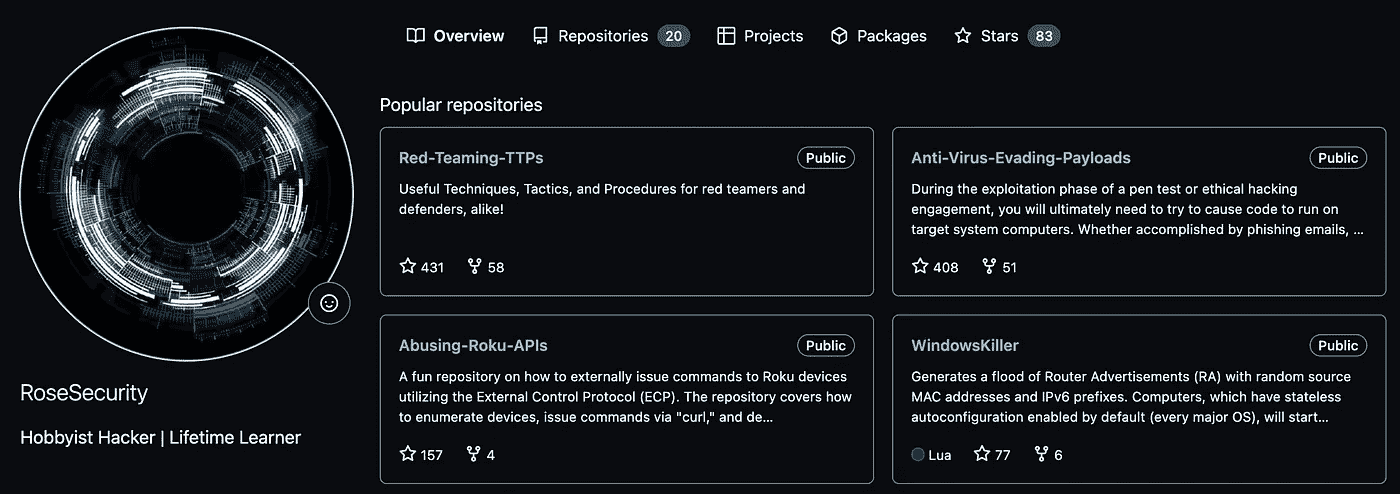 Overview Repositories 20 Projects Packages Stars 83
Popular repositories
Red-Teaming-TTPs Public
Useful Techniques, Tactics, and Procedures for red teamers and
defenders, alike!
431 58
Anti-Virus-Evading-Payloads Public
During the exploitation phase of a pen test or ethical hacking
engagement, you will ultimately need to try to cause code to run on
target system computers. Whether accomplished by phishing emails, ...
408 51
Abusing-Roku-APIs Public
A fun repository on how to externally issue commands to Roku devices
utilizing the External Control Protocol (ECP). The repository covers how
to enumerate devices, issue commands via "curl," and de...
157 4
WindowsKiller Public
Generates a flood of Router Advertisements (RA) with random source
MAC addresses and IPv6 prefixes. Computers, which have stateless
autoconfiguration enabled by default (every major OS), will start...
Lua 77 6
RoseSecurity
Hobbyist Hacker | Lifetime Learner